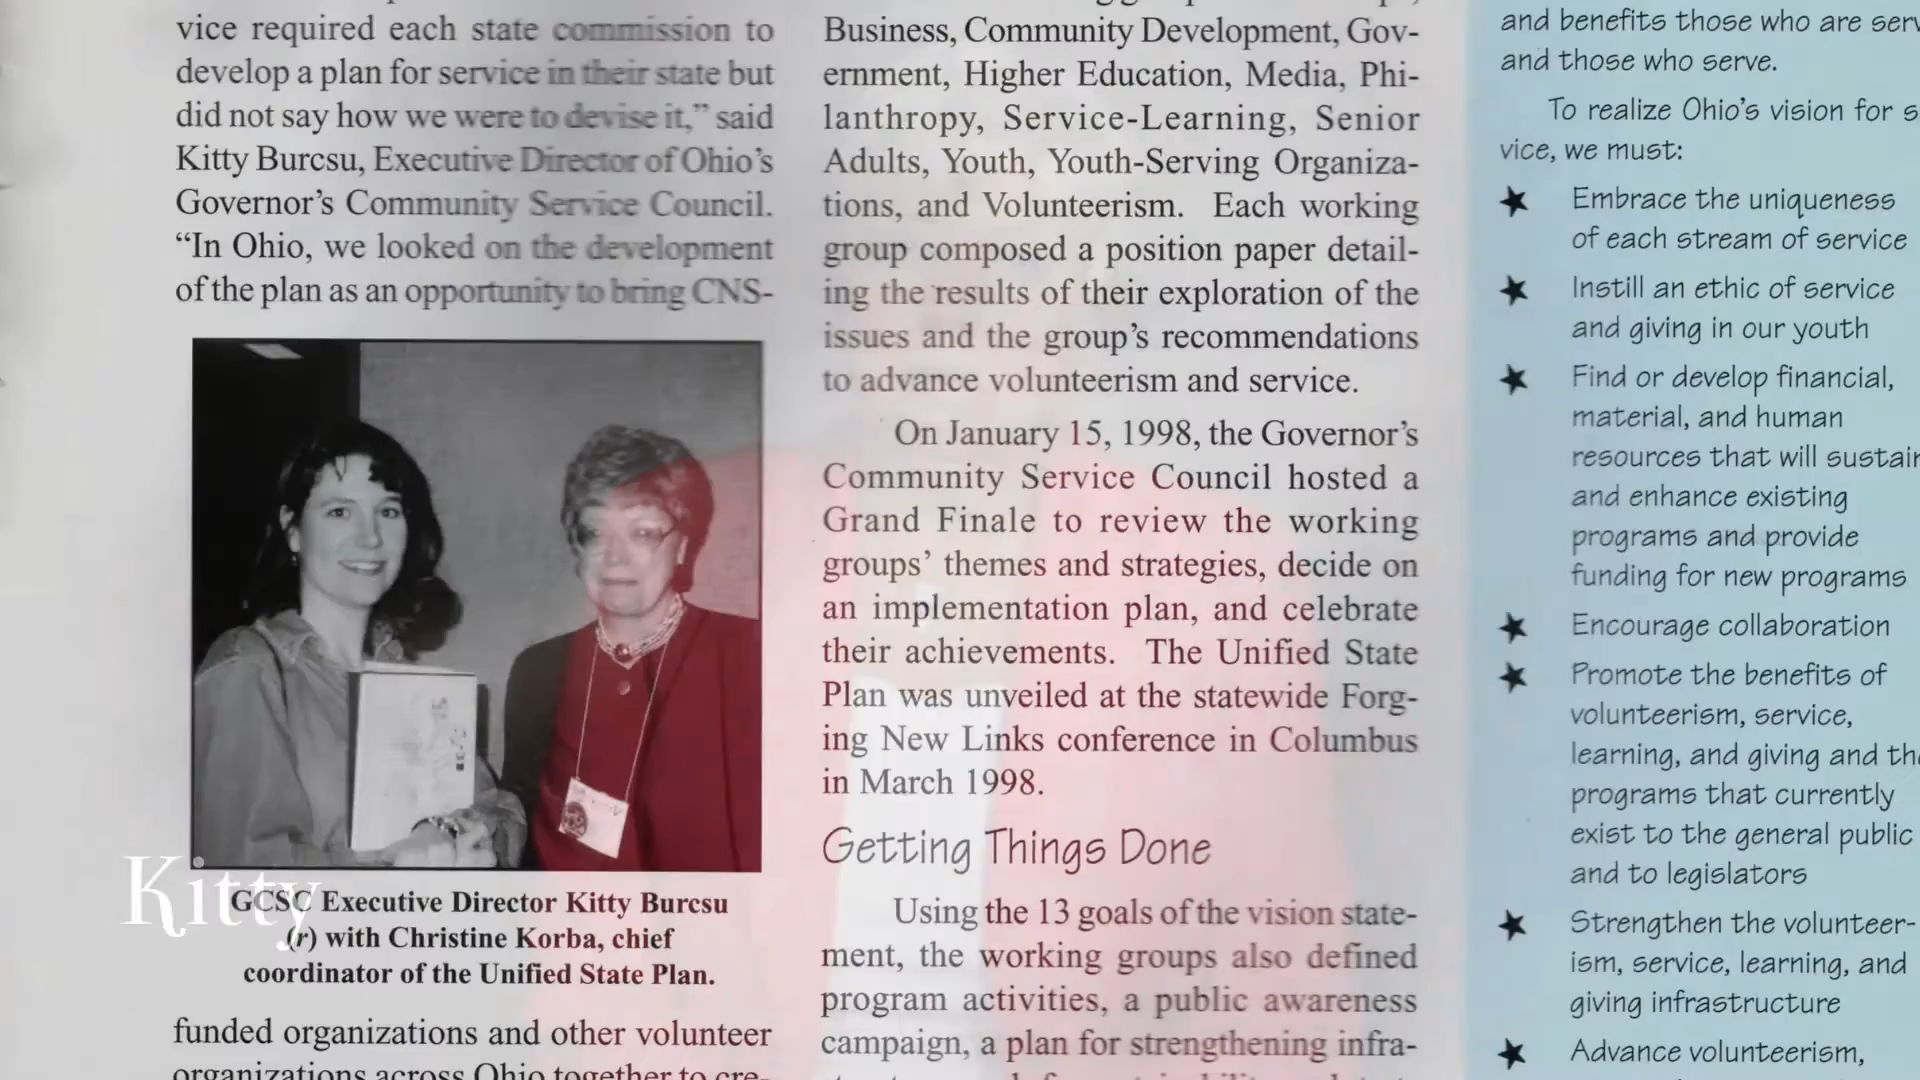 vice required each state commission to
develop a plan for service in their state but
did not say how we were to devise it,” said
Kitty Burcsu, Executive Director of Ohio’s
Governor’s Community Service Council.
“In Ohio, we looked on the development
of the plan as an opportunity to bring CNS-
Kitty
GCSC Executive Director Kitty Burcsu
(r) with Christine Korba, chief
coordinator of the Unified State Plan.
funded organizations and other volunteer
organizations across Ohio together to cre-
Business, Community Development, Gov-
ernment, Higher Education, Media, Phi-
lanthropy, Service-Learning, Senior
Adults, Youth, Youth-Serving Organiza-
tions, and Volunteerism. Each working
group composed a position paper detail-
ing the results of their exploration of the
issues and the group’s recommendations
to advance volunteerism and service.
On January 15, 1998, the Governor’s
Community Service Council hosted a
Grand Finale to review the working
groups’ themes and strategies, decide on
an implementation plan, and celebrate
their achievements. The Unified State
Plan was unveiled at the statewide Forg-
ing New Links conference in Columbus
in March 1998.
Getting Things Done
Using the 13 goals of the vision state-
ment, the working groups also defined
program activities, a public awareness
campaign, a plan for strengthening infra-
and benefits those who are serv
and those who serve.
To realize Ohio’s vision for s
vice, we must:
★ Embrace the uniqueness
of each stream of service
★ Instill an ethic of service
and giving in our youth
★ Find or develop financial,
material, and human
resources that will sustain
and enhance existing
programs and provide
funding for new programs
★ Encourage collaboration
★ Promote the benefits of
volunteerism, service,
learning, and giving and the
programs that currently
exist to the general public
and to legislators
★ Strengthen the volunteer-
ism, service, learning, and
giving infrastructure
★ Advance volunteerism,